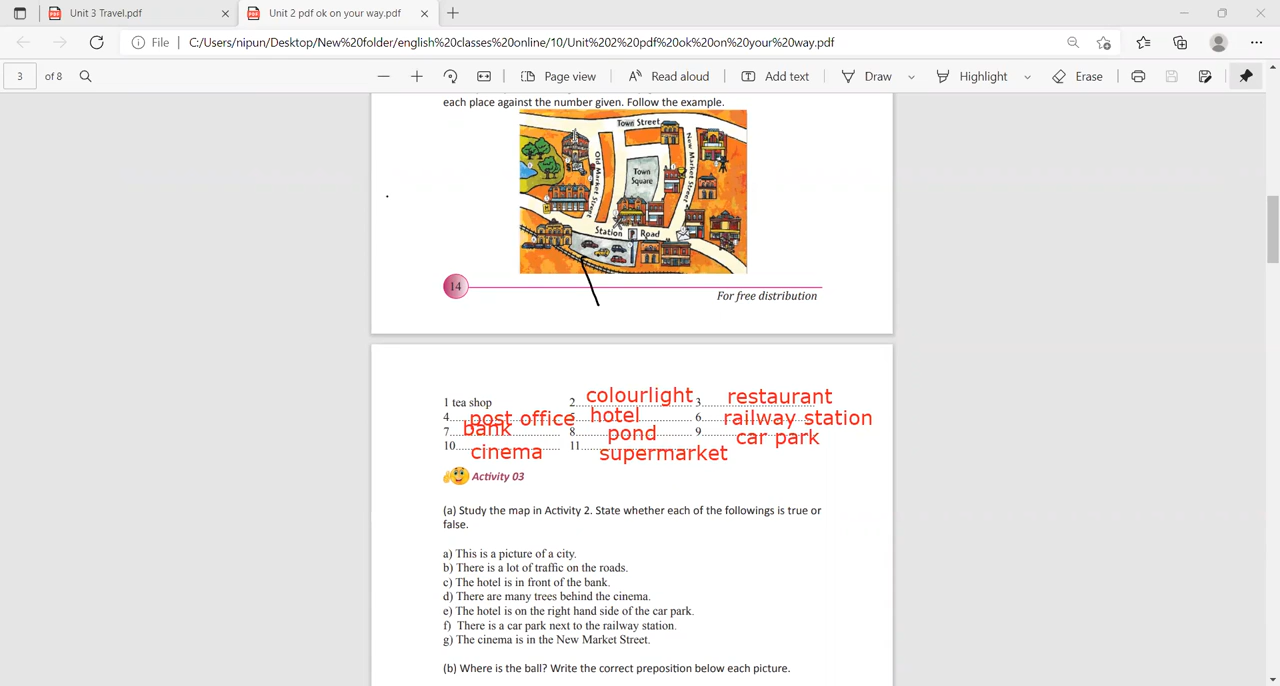 Unit 3 Travel.pdf
Unit 2 pdf ok on your way.pdf
File
C:/Users/nipun/Desktop/New%20folder/english%20classes%20online/10/Unit%202%20pdf%20ok%20on%20your%20way.pdf
3 of 8
Page view
Read aloud
Add text
Draw
Highlight
Erase
each place against the number given. Follow the example.
Town Street
Old Market Street
New Market Street
Town
Square
Station Road
14
For free distribution
1 tea shop 2 colourlight 3 restaurant
4 post office 5 hotel 6 railway station
7 bank 8 pond 9 car park
10 cinema 11 supermarket
Activity 03
(a) Study the map in Activity 2. State whether each of the followings is true or
false.
a) This is a picture of a city.
b) There is a lot of traffic on the roads.
c) The hotel is in front of the bank.
d) There are many trees behind the cinema.
e) The hotel is on the right hand side of the car park.
f) There is a car park next to the railway station.
g) The cinema is in the New Market Street.
(b) Where is the ball? Write the correct preposition below each picture.